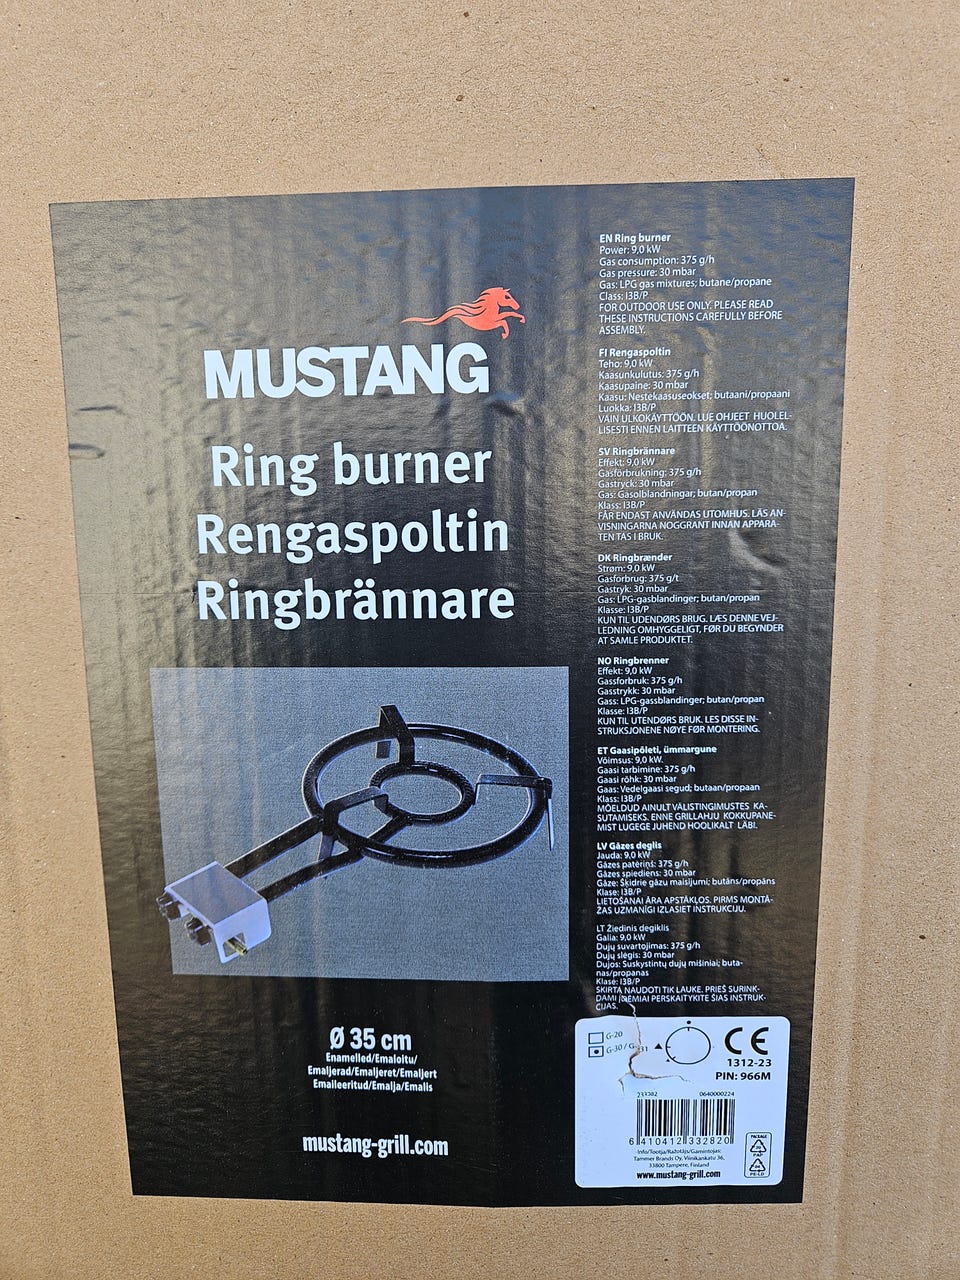 MUSTANG
Ring burner
Rengaspoltin
Ringbrännare
Ø 35 cm
Enamelled/Emaloitu/
Emaljerad/Emaljeret/Emaljert
Emaileeritud/Emalja/Emalis
mustang-grill.com
EN Ring burner
Power: 9,0 kW
Gas consumption: 375 g/h
Gas pressure: 30 mbar
Gas: LPG gas mixtures; butane/propane
Class: I3B/P
FOR OUTDOOR USE ONLY. PLEASE READ
THESE INSTRUCTIONS CAREFULLY BEFORE
ASSEMBLY.
FI Rengaspoltin
Teho: 9,0 kW
Kaasunkulutus: 375 g/h
Kaasupaine: 30 mbar
Kaasu: Nestekaasuseokset; butaani/propaani
Luokka: I3B/P
VAIN ULKOKÄYTTÖÖN. LUE OHJEET HUOLEL-
LISESTI ENNEN LAITTEEN KÄYTTÖÖNOTTOA.
SV Ringbrännare
Effekt: 9,0 kW
Gasförbrukning: 375 g/h
Gastryck: 30 mbar
Gas: Gasolblandningar; butan/propan
Klass: I3B/P
FÅR ENDAST ANVÄNDAS UTOMHUS. LÄS AN-
VISNINGARNA NOGGRANT INNAN APPARA-
TEN TAS I BRUK.
DK Ringbrænder
Strøm: 9,0 kW
Gasforbrug: 375 g/t
Gastryk: 30 mbar
Gas: LPG-gasblandinger; butan/propan
Klasse: I3B/P
KUN TIL UDENDØRS BRUG. LÆS DENNE VEJ-
LEDNING OMHYGGELIGT, FØR DU BEGYNDER
AT SAMLE PRODUKTET.
NO Ringbrenner
Effekt: 9,0 kW
Gassforbruk: 375 g/h
Gasstrykk: 30 mbar
Gass: LPG-gassblandinger; butan/propan
Klasse: I3B/P
KUN TIL UTENDØRS BRUK. LES DISSE IN-
STRUKSJONENE NØYE FØR MONTERING.
ET Gaasipõleti, ümmargune
Võimsus: 9,0 kW.
Gaasi tarbimine: 375 g/h
Gaasi rõhk: 30 mbar
Gaas: Vedelgaasi segud; butaan/propaan
Klass: I3B/P
MÕELDUD AINULT VÄLISTINGIMUSTES KA-
SUTAMISEKS. ENNE GRILLAHJU KOKKUPANE-
MIST LUGEGE JUHEND HOOLIKALT LÄBI.
LV Gāzes deglis
Jauda: 9,0 kW
Gāzes patēriņš: 375 g/h
Gāzes spiediens: 30 mbar
Gāze: Šķidrie gāzu maisījumi; butāns/propāns
Klase: I3B/P
LIETOŠANAI ĀRA APSTĀKĻOS. PIRMS MONTĀ-
ŽAS UZMANĪGI IZLASIET INSTRUKCIJU.
LT Žiedinis degiklis
Galia: 9,0 kW
Dujų suvartojimas: 375 g/h
Dujų slėgis: 30 mbar
Dujos: Suskystintų dujų mišiniai; buta-
nas/propanas
Klasė: I3B/P
SKIRTA NAUDOTI TIK LAUKE. PRIEŠ SURINK-
DAMI ĮDĖMIAI PERSKAITYKITE ŠIAS INSTRUK-
CIJAS.
G-20
G-30 / G-31
CE
1312-23
PIN: 966M
0640000224
6 410412 332820
Info/Tootja/Ražotājs/Gamintojas:
Tammer Brands Oy, Viinikankatu 36,
33800 Tampere, Finland
www.mustang-grill.com
PACKAGE
20
PAP
04
PE-LD